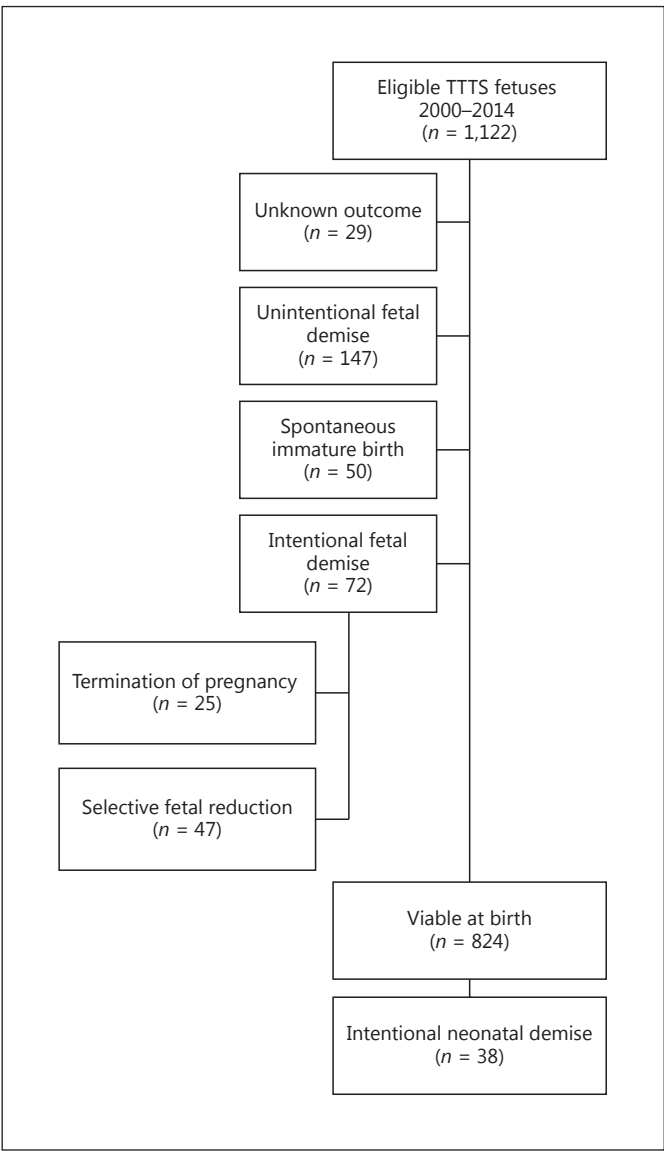 Eligible TTTS fetuses
2000–2014
(n = 1,122)
Unknown outcome
(n = 29)
Unintentional fetal
demise
(n = 147)
Spontaneous
immature birth
(n = 50)
Intentional fetal
demise
(n = 72)
Termination of pregnancy
(n = 25)
Selective fetal reduction
(n = 47)
Viable at birth
(n = 824)
Intentional neonatal demise
(n = 38)